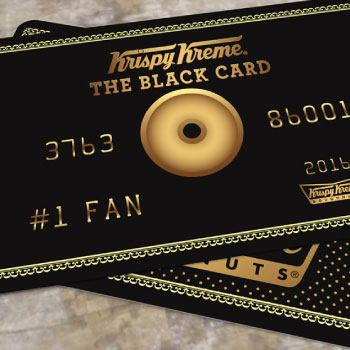 Krispy Kreme®
THE BLACK CARD
3763 86001
2016
Krispy Kreme
#1 FAN
NUTS®